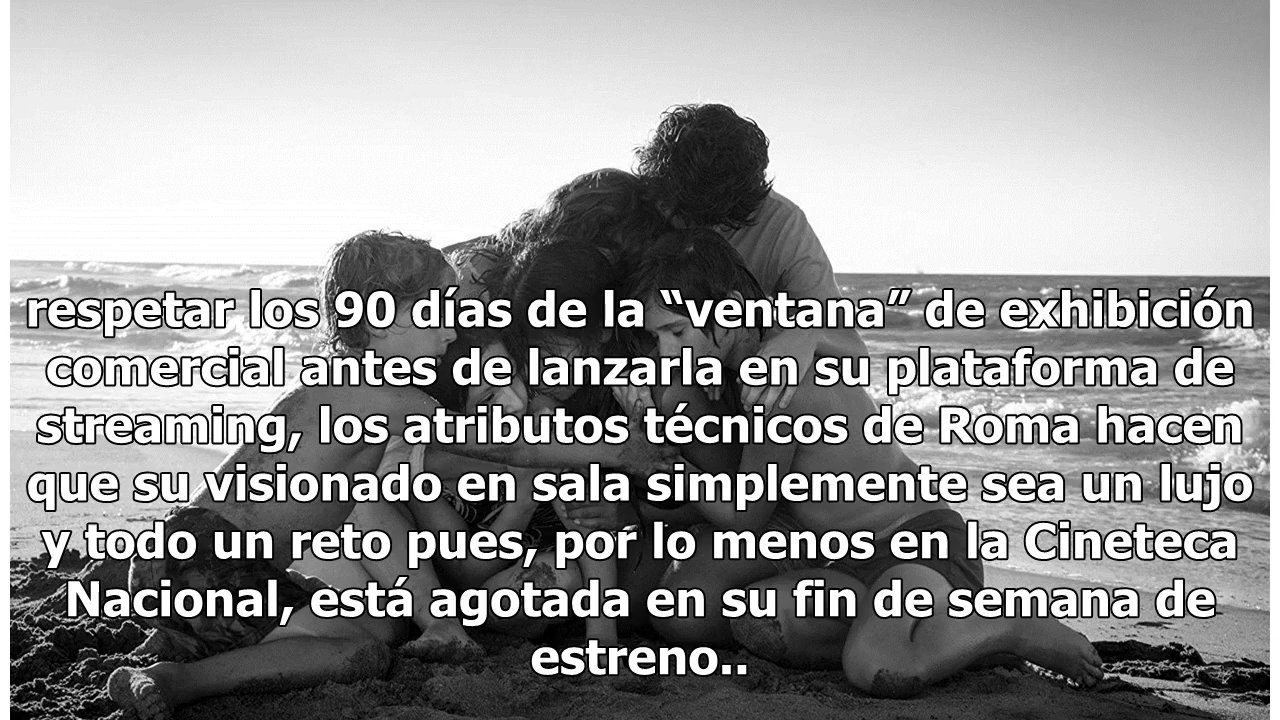 respetar los 90 días de la “ventana” de exhibición
comercial antes de lanzarla en su plataforma de
streaming, los atributos técnicos de Roma hacen
que su visionado en sala simplemente sea un lujo
y todo un reto pues, por lo menos en la Cineteca
Nacional, está agotada en su fin de semana de
estreno..